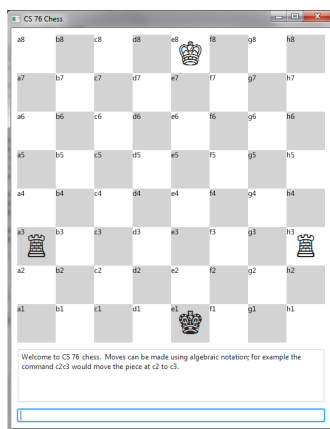 CS 76 Chess
a8 b8 c8 d8 e8 f8 g8 h8
a7 b7 c7 d7 e7 f7 g7 h7
a6 b6 c6 d6 e6 f6 g6 h6
a5 b5 c5 d5 e5 f5 g5 h5
a4 b4 c4 d4 e4 f4 g4 h4
a3 b3 c3 d3 e3 f3 g3 h3
a2 b2 c2 d2 e2 f2 g2 h2
a1 b1 c1 d1 e1 f1 g1 h1
Welcome to CS 76 chess. Moves can be made using algebraic notation; for example the
command c2c3 would move the piece at c2 to c3.